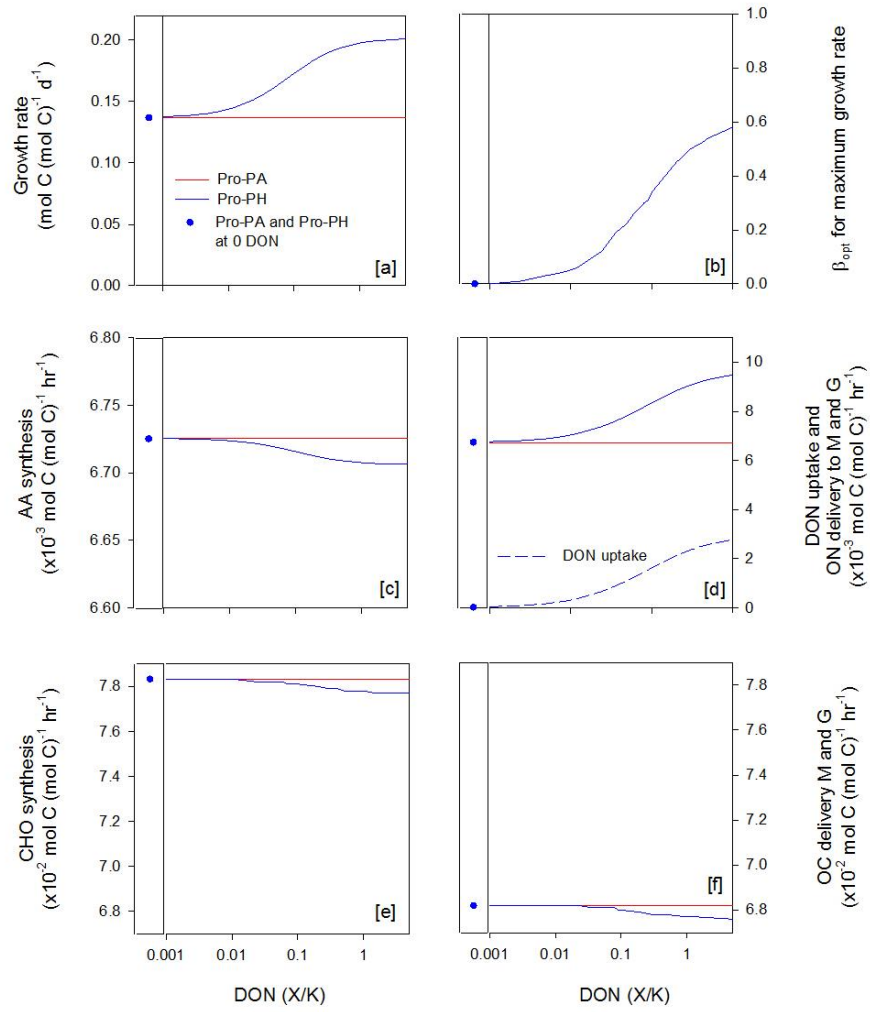 0.20
0.15
0.10
0.05
0.00
Growth rate
(mol C (mol C)⁻¹ d⁻¹
Pro-PA
Pro-PH
Pro-PA and Pro-PH
at 0 DON
[a]
1.0
0.8
0.6
0.4
0.2
0.0
βopt for maximum growth rate
[b]
6.80
6.75
6.70
6.65
6.60
AA synthesis
(x10⁻³ mol C (mol C)⁻¹ hr⁻¹)
[c]
10
8
6
4
2
0
DON uptake and
ON delivery to M and G
(x10⁻³ mol C (mol C)⁻¹ hr⁻¹)
DON uptake
[d]
7.8
7.6
7.4
7.2
7.0
6.8
CHO synthesis
(x10⁻² mol C (mol C)⁻¹ hr⁻¹)
[e]
0.001
0.01
0.1
1
DON (X/K)
7.8
7.6
7.4
7.2
7.0
6.8
OC delivery M and G
(x10⁻² mol C (mol C)⁻¹ hr⁻¹)
[f]
0.001
0.01
0.1
1
DON (X/K)